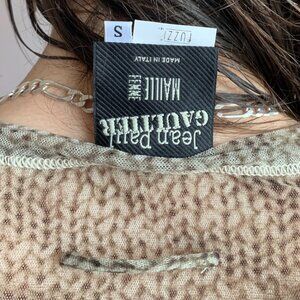 Jean Paul
GAULTIER
MAILLE
FEMME
MADE IN ITALY
FUZZI
S